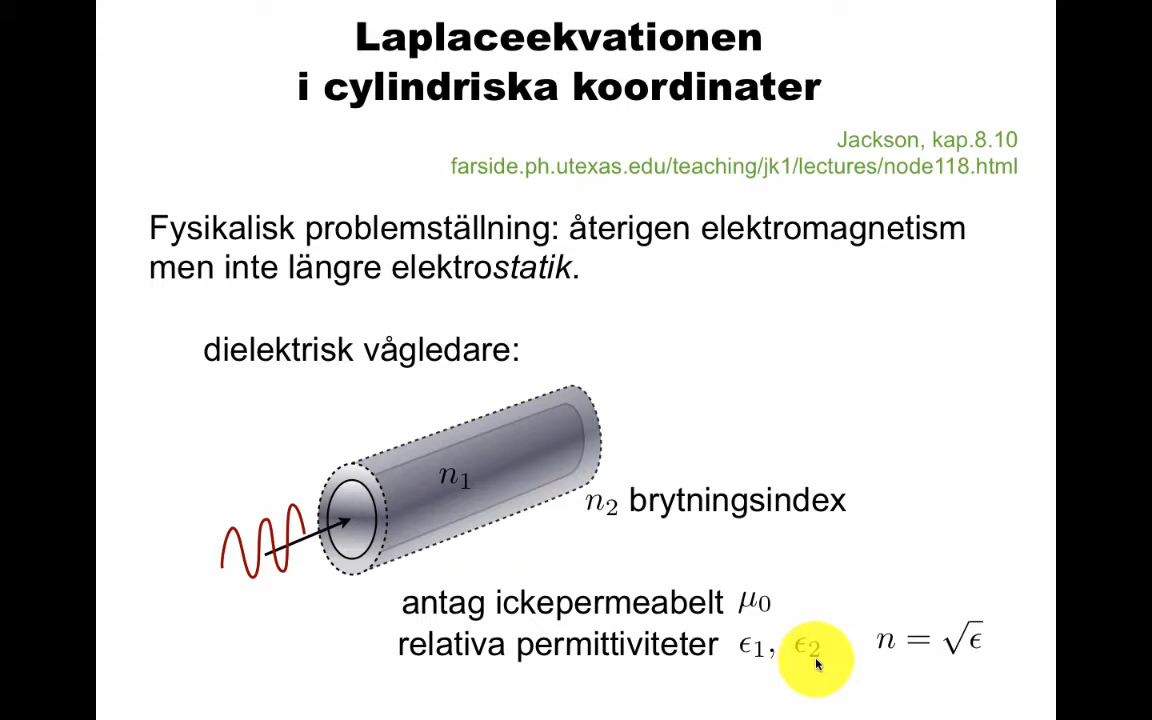 Laplaceekvationen
i cylindriska koordinater
Jackson, kap.8.10
farside.ph.utexas.edu/teaching/jk1/lectures/node118.html
Fysikalisk problemställning: återigen elektromagnetism
men inte längre elektrostatik.
dielektrisk vågledare:
n₁
n₂ brytningsindex
antag ickepermeabelt μ₀
relativa permittiviteter ϵ₁, ϵ₂ n = √ϵ